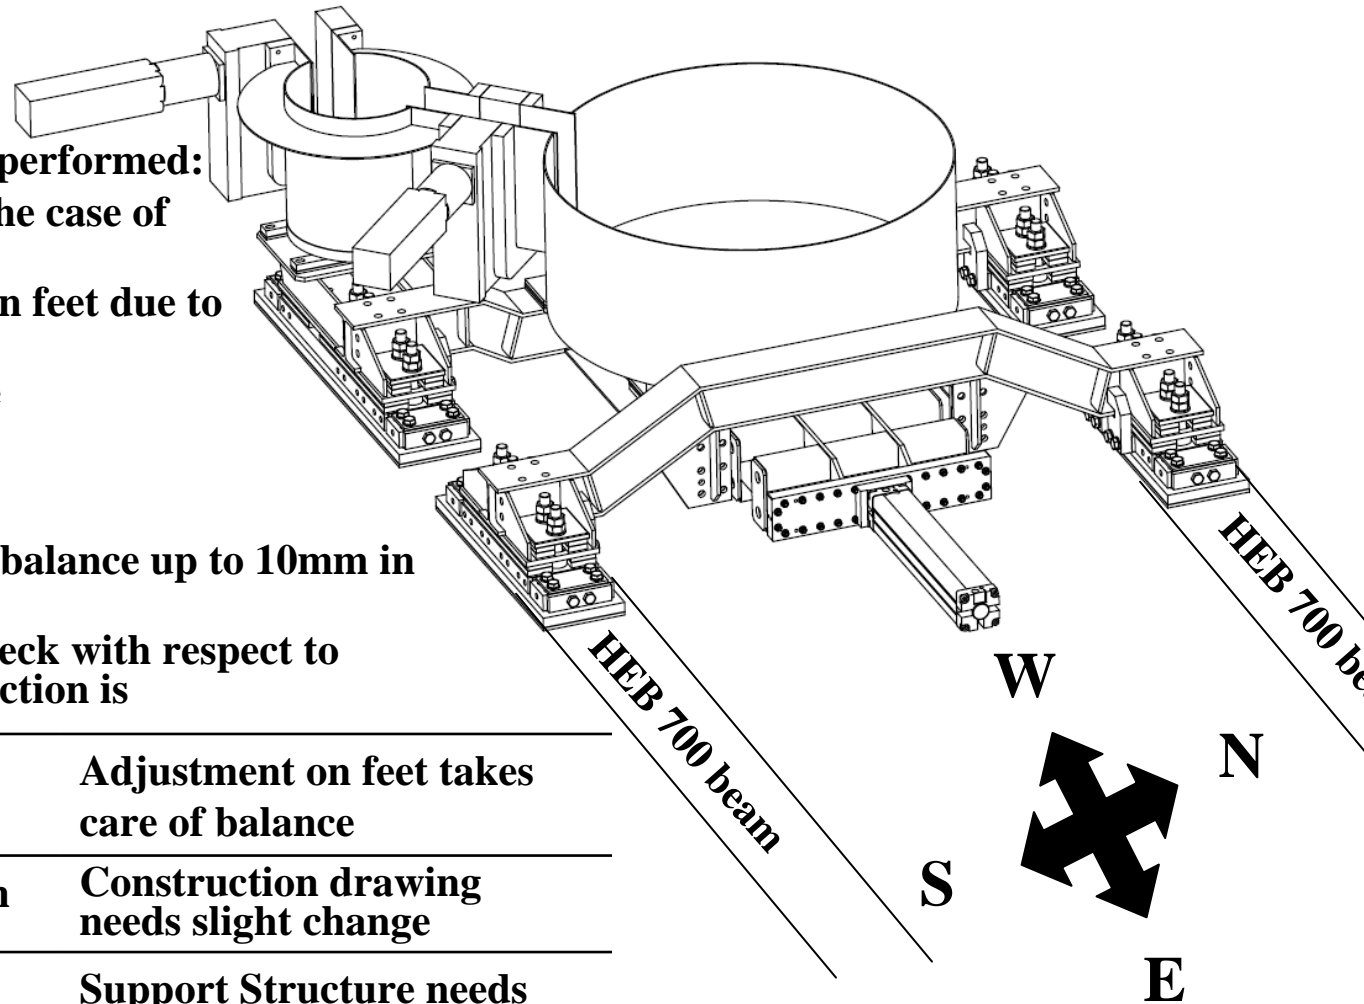 performed:
he case of
n feet due to
balance up to 10mm in
eck with respect to
ction is
Adjustment on feet takes
care of balance
Construction drawing
needs slight change
Support Structure needs
HEB 700 beam
HEB 700 be
W
N
S
E